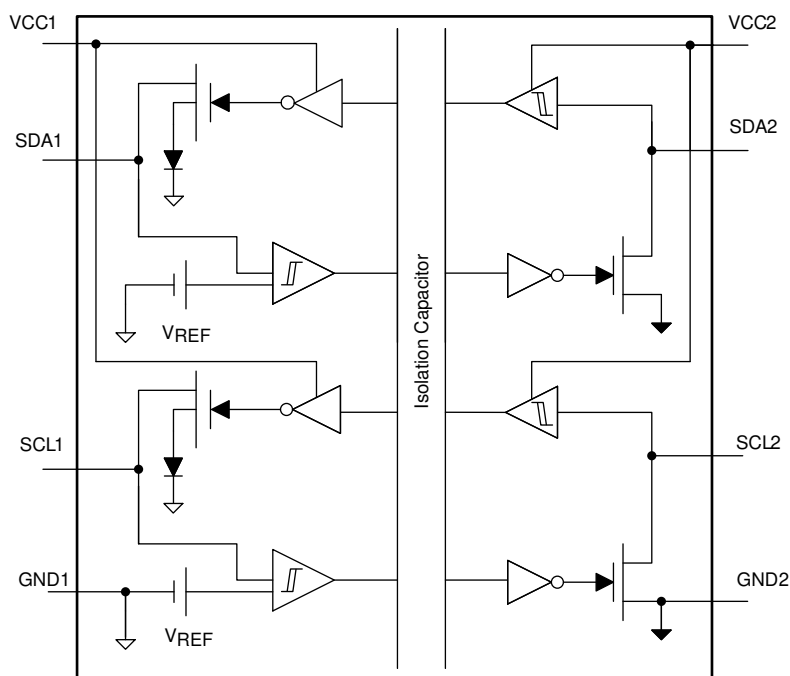 VCC1
VCC2
SDA1
SDA2
VREF
Isolation Capacitor
SCL1
SCL2
GND1
GND2
VREF